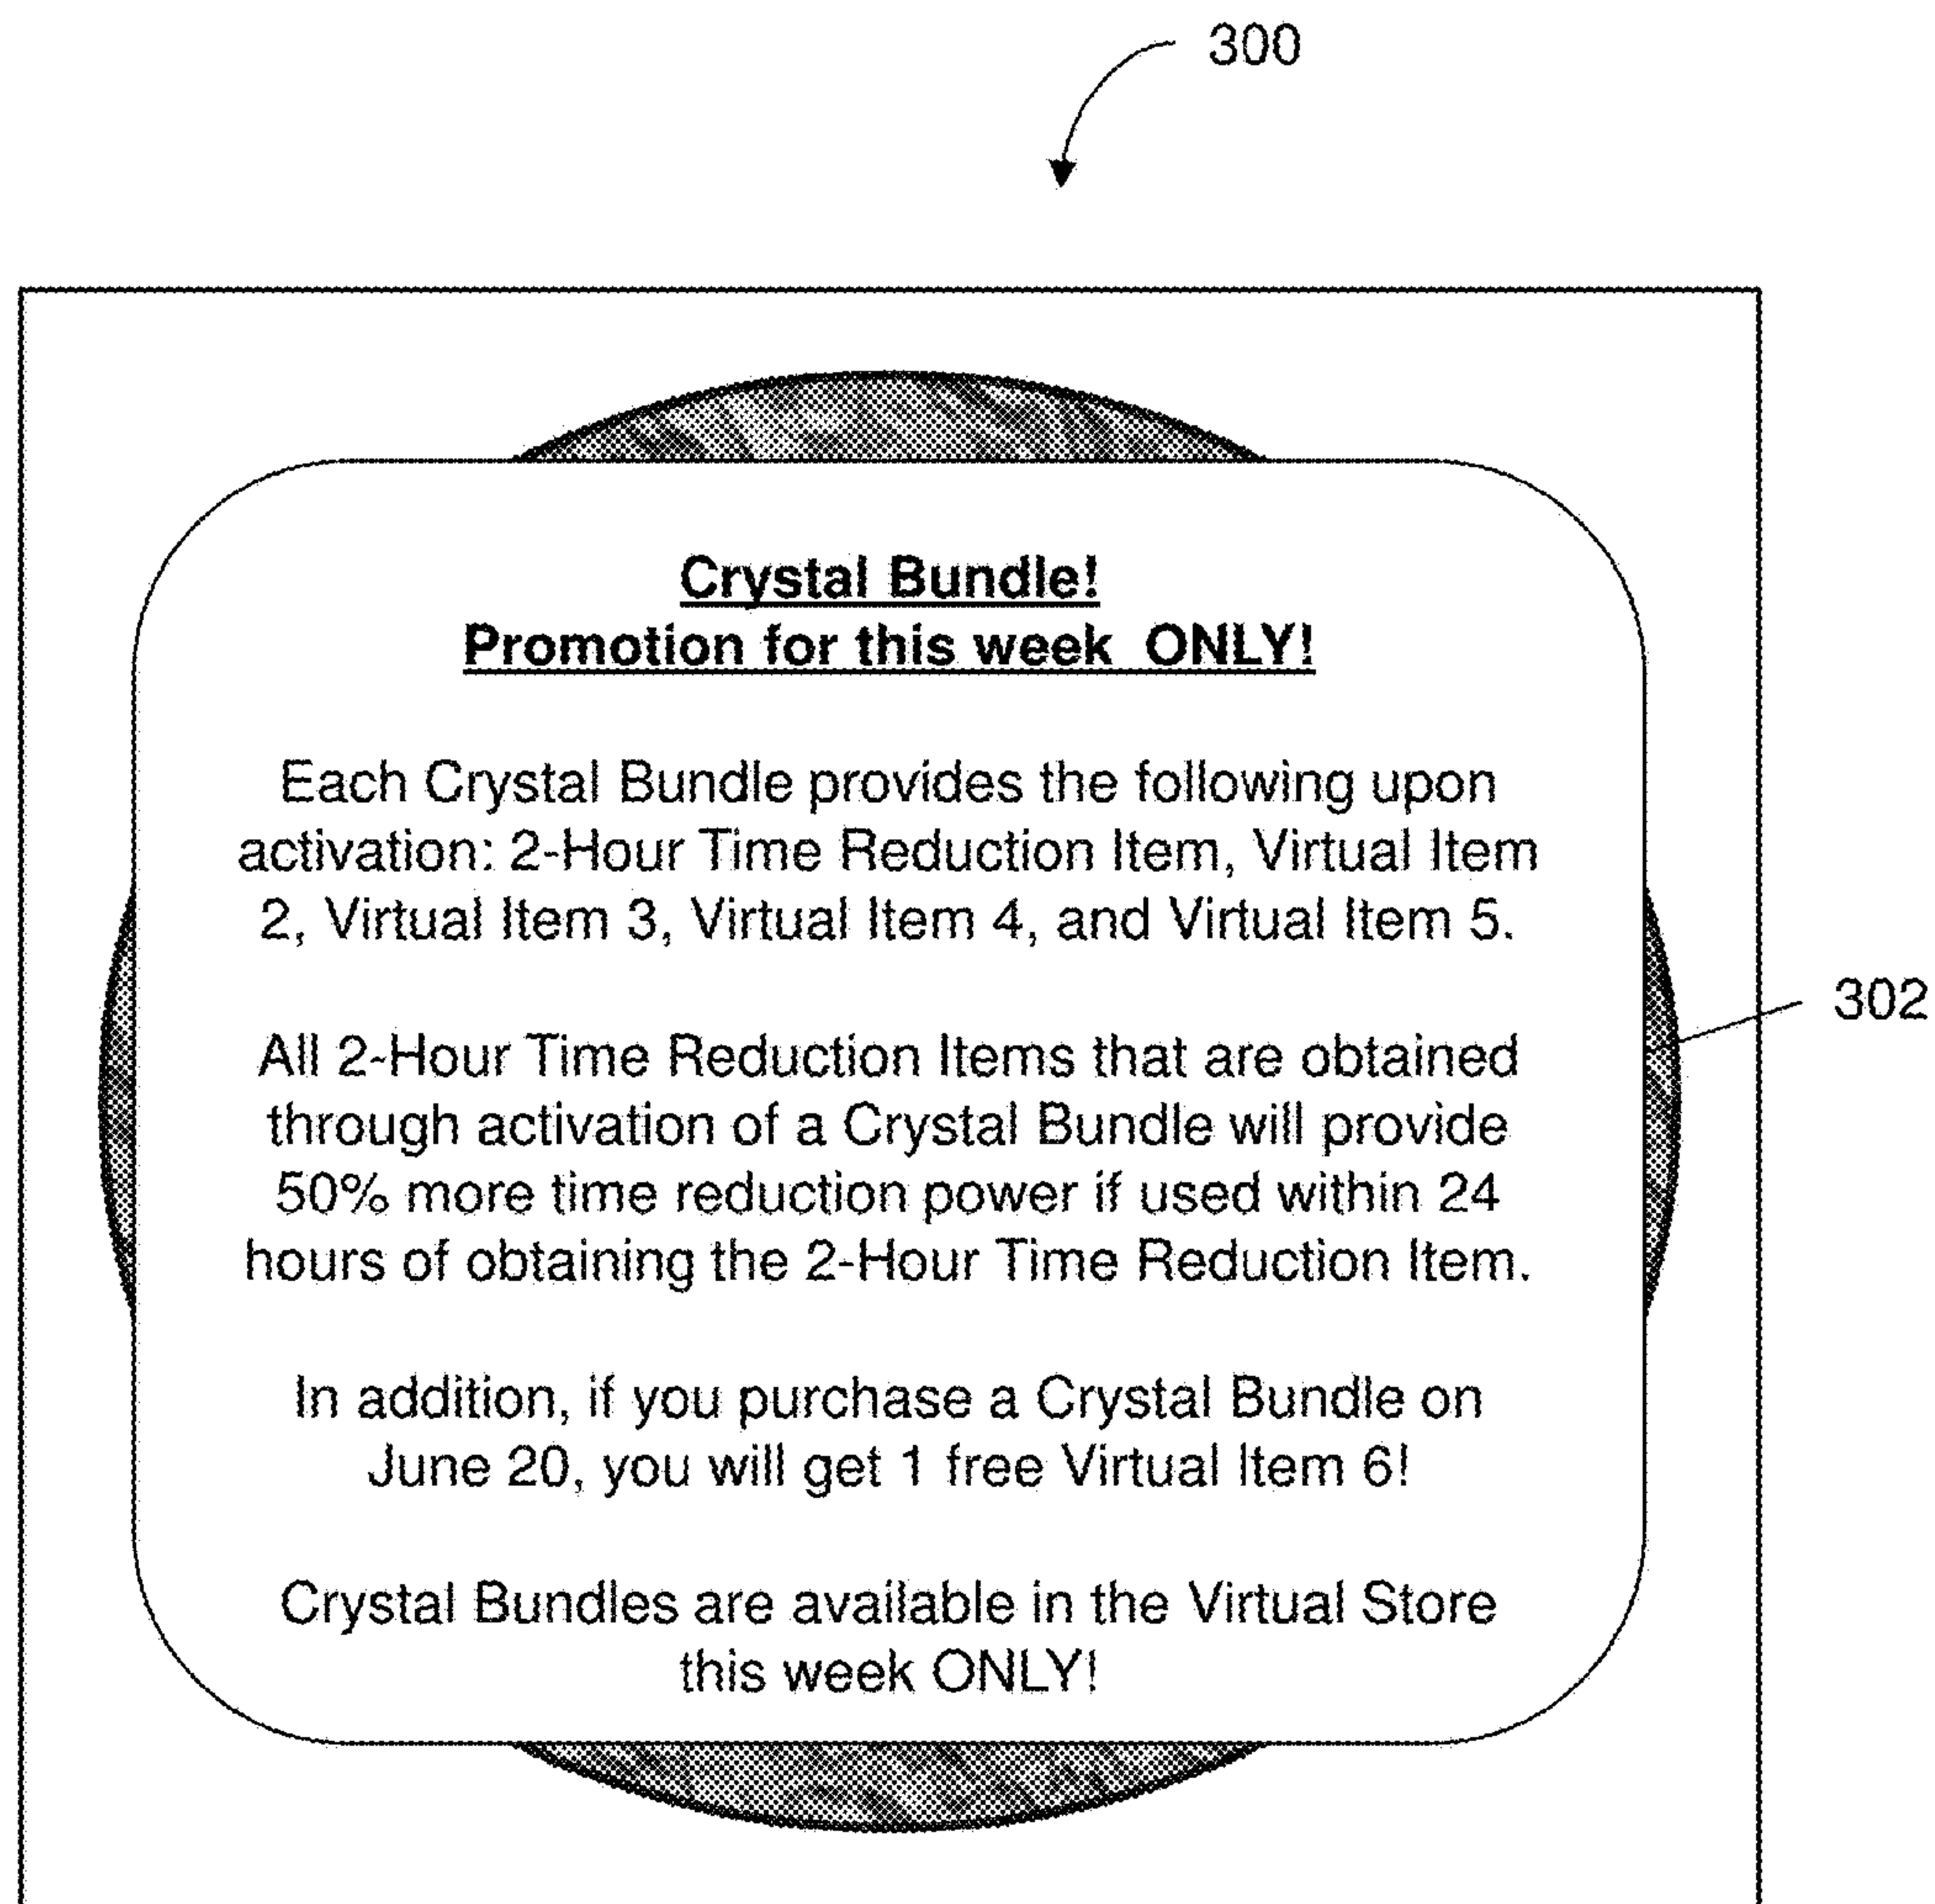 300
Crystal Bundle!
Promotion for this week ONLY!
Each Crystal Bundle provides the following upon
activation: 2-Hour Time Reduction Item, Virtual Item
2, Virtual Item 3, Virtual Item 4, and Virtual Item 5.
302
All 2-Hour Time Reduction Items that are obtained
through activation of a Crystal Bundle will provide
50% more time reduction power if used within 24
hours of obtaining the 2-Hour Time Reduction Item.
In addition, if you purchase a Crystal Bundle on
June 20, you will get 1 free Virtual Item 6!
Crystal Bundles are available in the Virtual Store
this week ONLY!